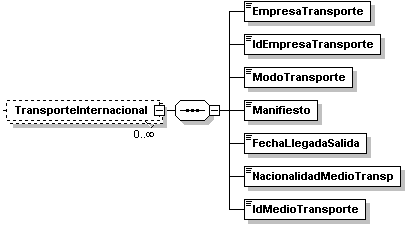 EmpresaTransporte
IdEmpresaTransporte
ModoTransporte
TransporteInternacional
Manifiesto
0..∞
FechaLlegadaSalida
NacionalidadMedioTransp
IdMedioTransporte